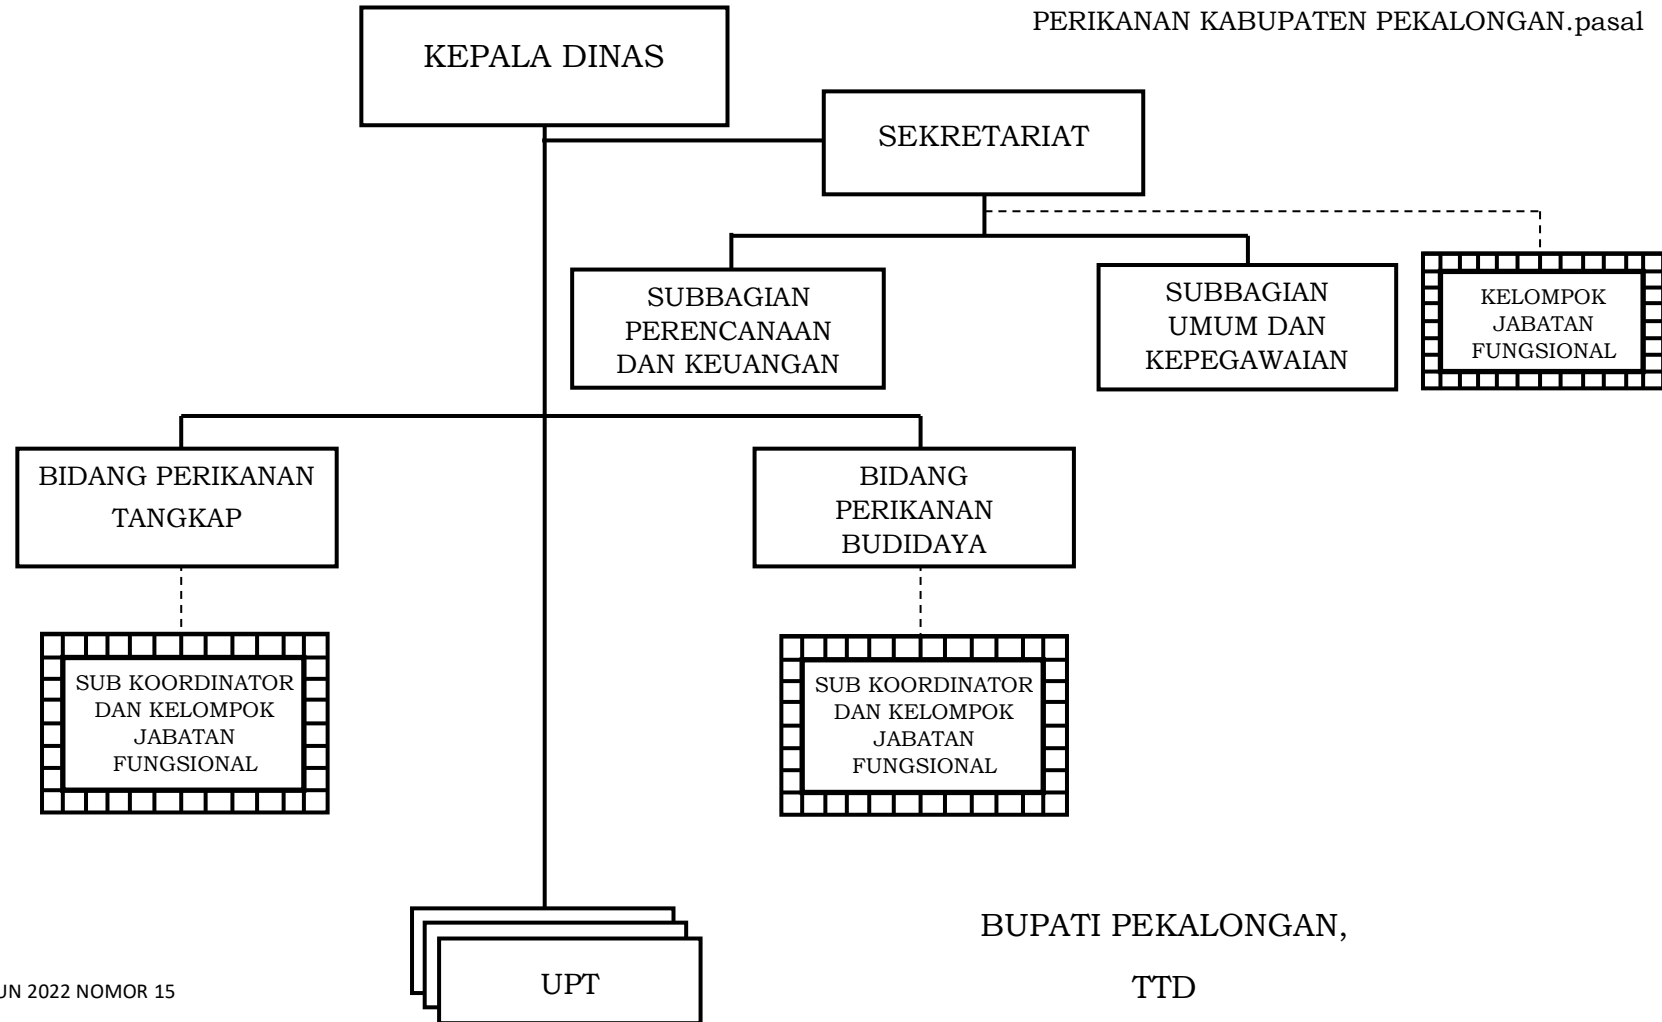 PERIKANAN KABUPATEN PEKALONGAN.pasal
KEPALA DINAS
SEKRETARIAT
SUBBAGIAN
PERENCANAAN
DAN KEUANGAN
SUBBAGIAN
UMUM DAN
KEPEGAWAIAN
KELOMPOK
JABATAN
FUNGSIONAL
BIDANG PERIKANAN
TANGKAP
BIDANG
PERIKANAN
BUDIDAYA
SUB KOORDINATOR
DAN KELOMPOK
JABATAN
FUNGSIONAL
SUB KOORDINATOR
DAN KELOMPOK
JABATAN
FUNGSIONAL
UPT
BUPATI PEKALONGAN,
TTD
UN 2022 NOMOR 15